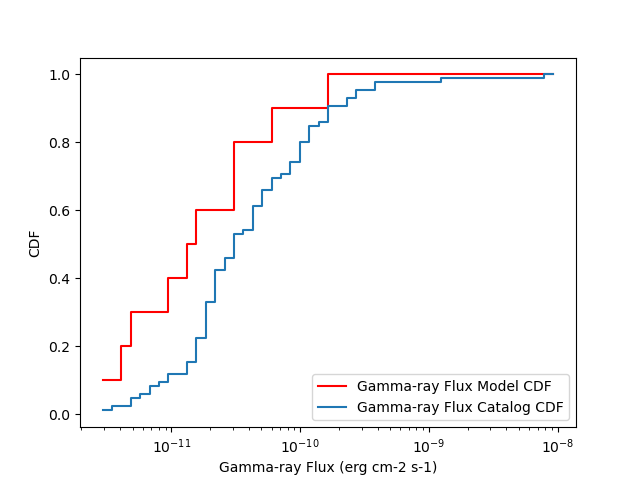 1.0
0.8
0.6
0.4
0.2
0.0
CDF
10⁻¹¹ 10⁻¹⁰ 10⁻⁹ 10⁻⁸
Gamma-ray Flux (erg cm-2 s-1)
Gamma-ray Flux Model CDF
Gamma-ray Flux Catalog CDF